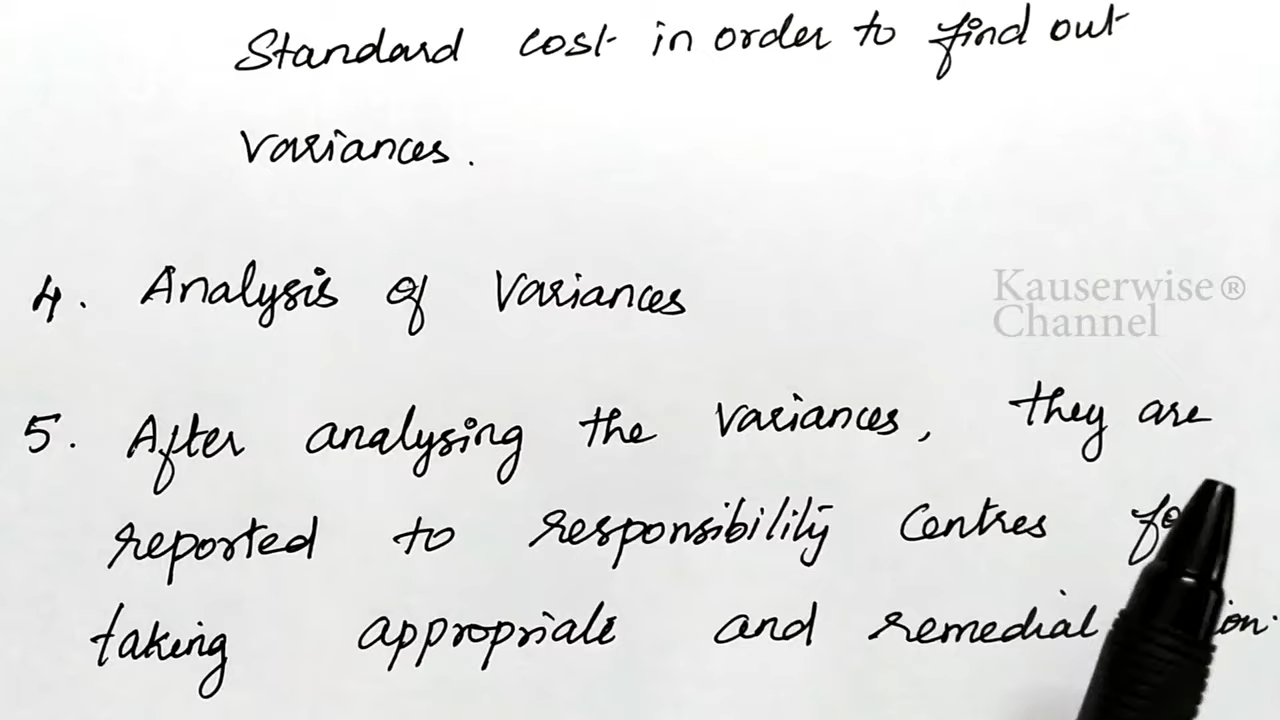 Standard cost in order to find out
variances.
4. Analysis of Variances
Kauserwise®
Channel
5. After analysing the variances, they are
reported to responsibility centres
taking appropriate and remedial